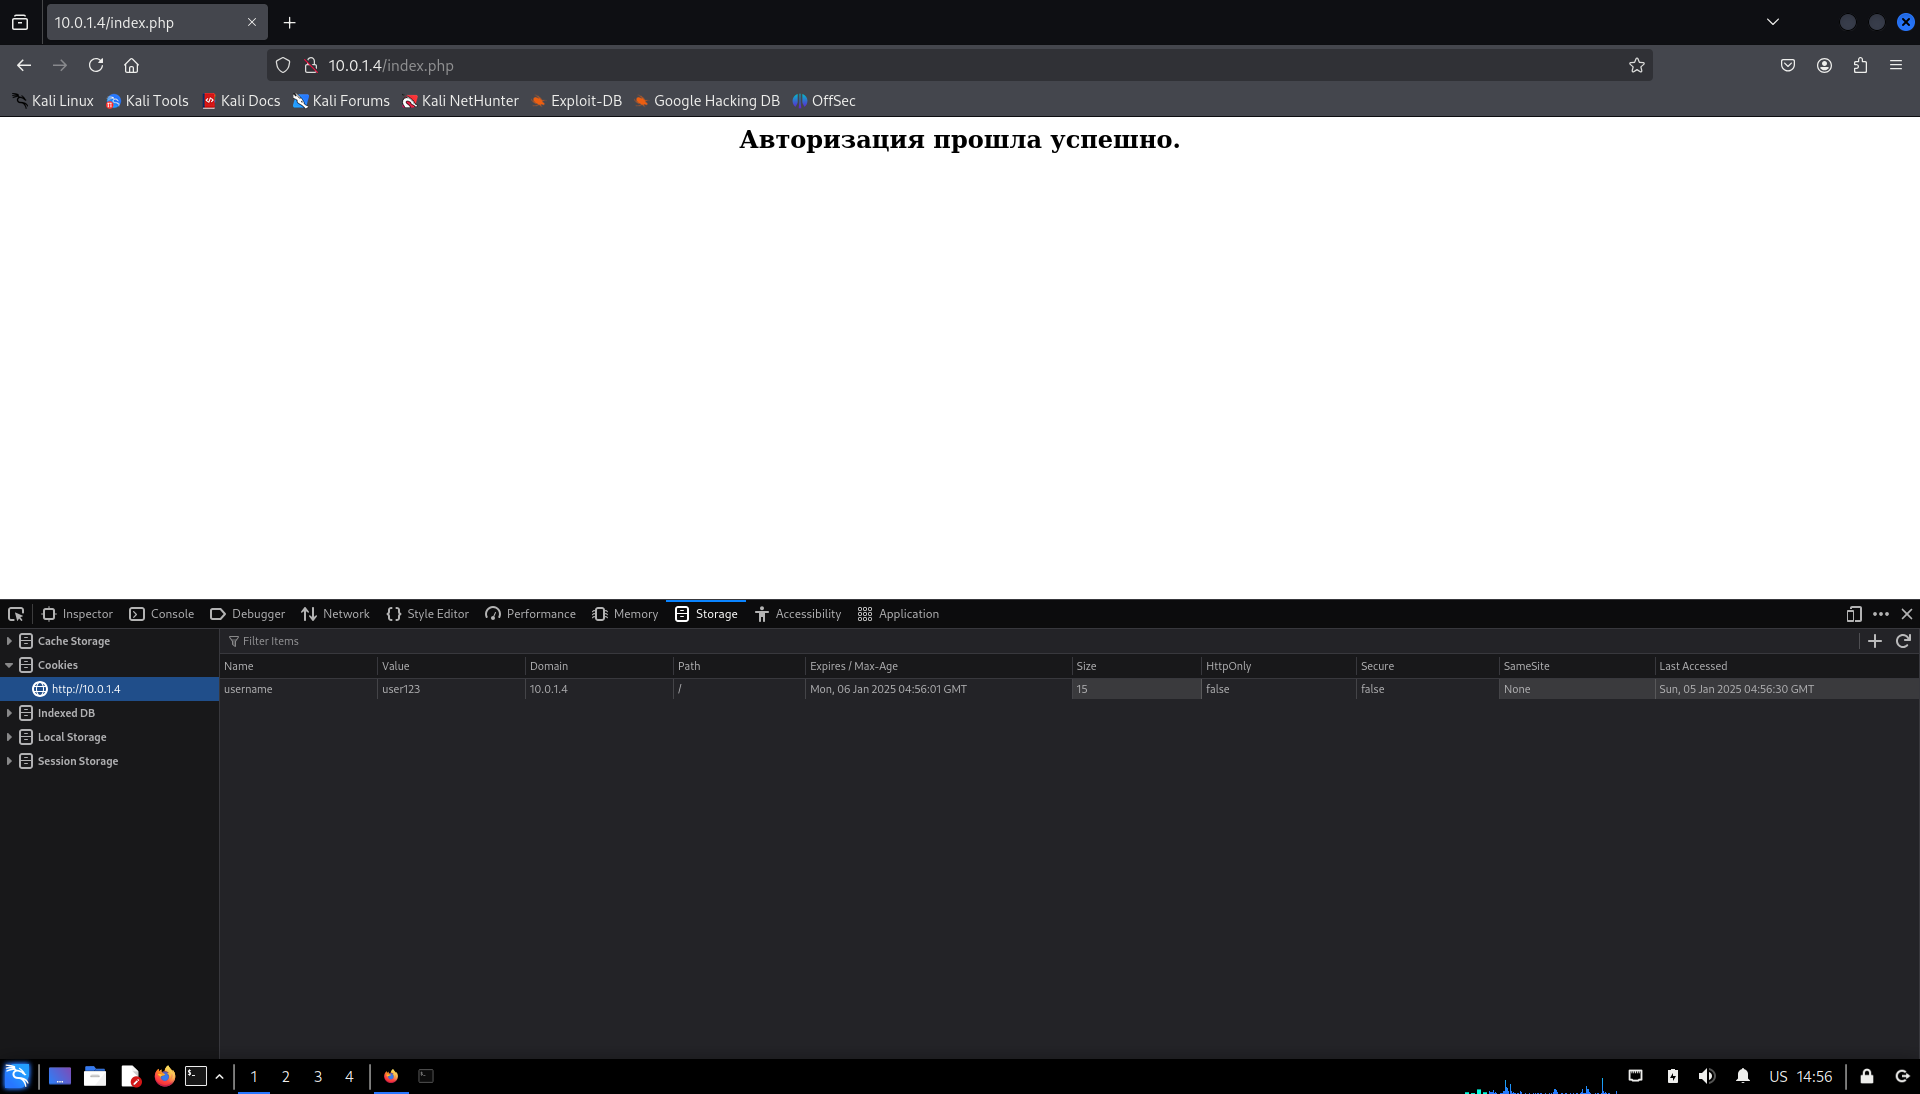 10.0.1.4/index.php
10.0.1.4/index.php
Kali Linux Kali Tools Kali Docs Kali Forums Kali NetHunter Exploit-DB Google Hacking DB OffSec
Авторизация прошла успешно.
Inspector Console Debugger Network Style Editor Performance Memory Storage Accessibility Application
Cache Storage
Filter Items
Cookies
Name Value Domain Path Expires / Max-Age Size HttpOnly Secure SameSite Last Accessed
http://10.0.1.4
username user123 10.0.1.4 / Mon, 06 Jan 2025 04:56:01 GMT 15 false false None Sun, 05 Jan 2025 04:56:30 GMT
Indexed DB
Local Storage
Session Storage
1 2 3 4 US 14:56